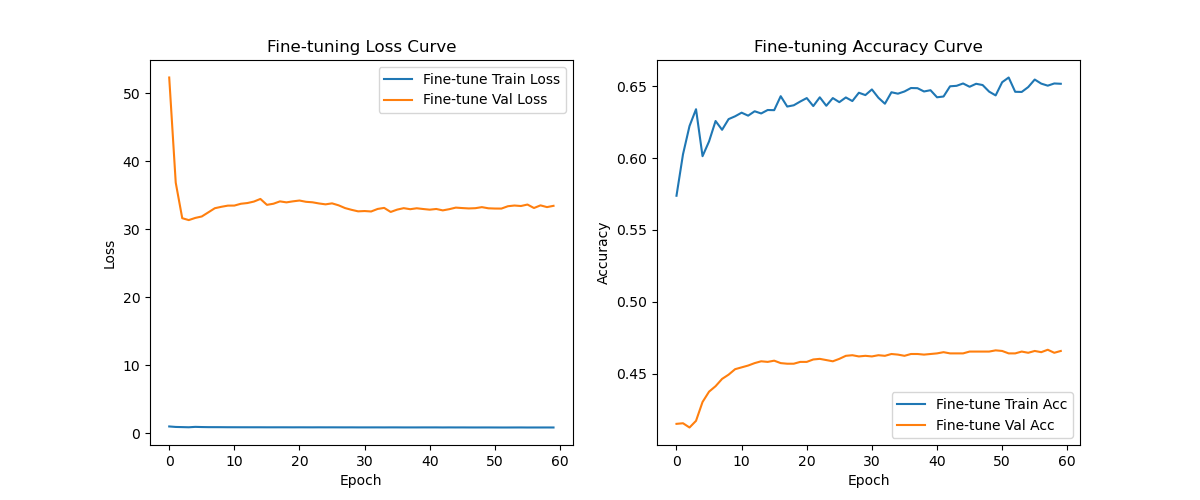 Fine-tuning Loss Curve
Fine-tune Train Loss
Fine-tune Val Loss
Loss
50
40
30
20
10
0
0 10 20 30 40 50 60
Epoch
Fine-tuning Accuracy Curve
Accuracy
0.65
0.60
0.55
0.50
0.45
Fine-tune Train Acc
Fine-tune Val Acc
0 10 20 30 40 50 60
Epoch